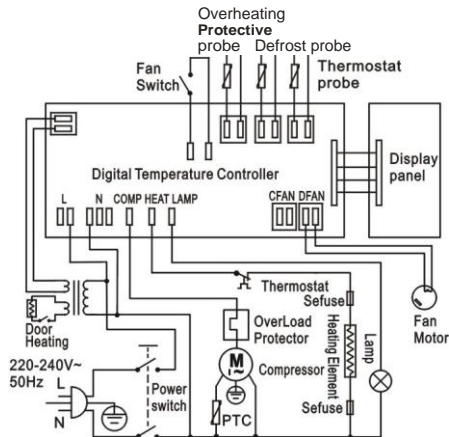 Overheating
Protective
probe Defrost probe
Fan
Switch
Thermostat
probe
Digital Temperature Controller
Display
panel
L N COMP HEAT LAMP
CFAN DFAN
Door
Heating
Thermostat
Sefuse
OverLoad
Protector
Heating Element
Lamp
Fan
Motor
220-240V~
50Hz
L
N
Power
switch
M
1~
Compressor
PTC
Sefuse